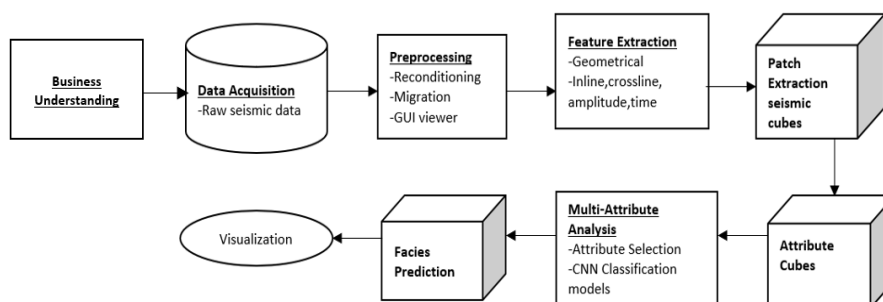 Business
Understanding
Data Acquisition
-Raw seismic data
Preprocessing
-Reconditioning
-Migration
-GUI viewer
Feature Extraction
-Geometrical
-Inline,crossline,
amplitude,time
Patch
Extraction
seismic
cubes
Attribute
Cubes
Multi-Attribute
Analysis
-Attribute Selection
-CNN Classification
models
Facies
Prediction
Visualization